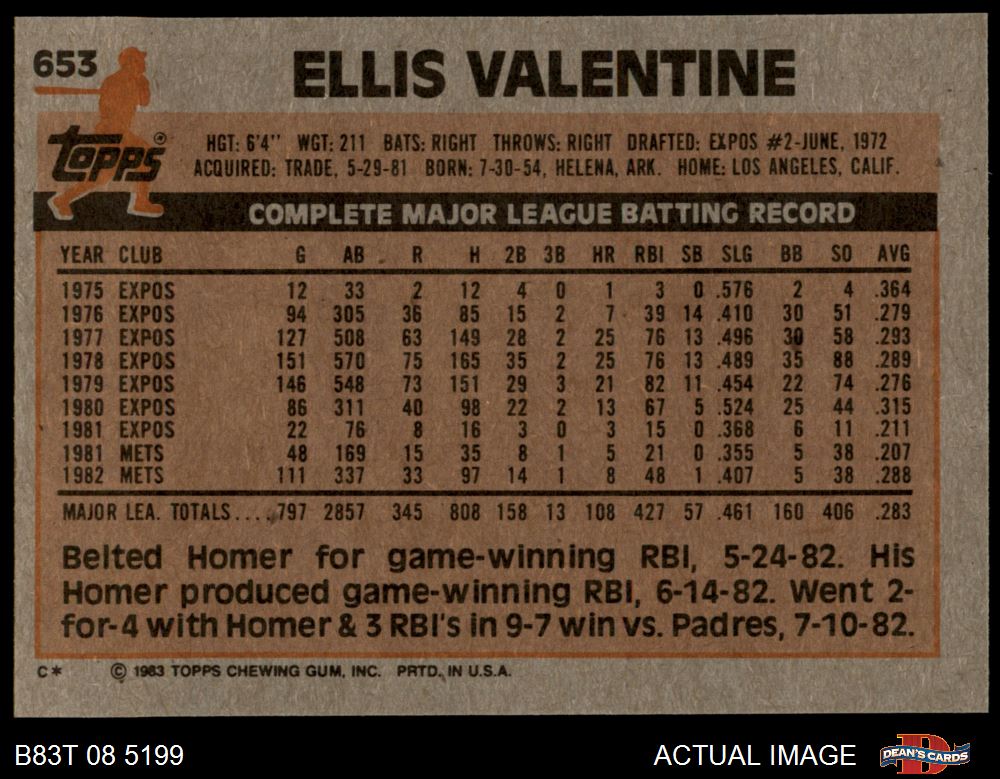 653
ELLIS VALENTINE
Topps®
HGT: 6'4" WGT: 211 BATS: RIGHT THROWS: RIGHT DRAFTED: EXPOS #2-JUNE, 1972
ACQUIRED: TRADE, 5-29-81 BORN: 7-30-54, HELENA, ARK. HOME: LOS ANGELES, CALIF.
COMPLETE MAJOR LEAGUE BATTING RECORD
YEAR CLUB G AB R H 2B 3B HR RBI SB SLG BB SO AVG
1975 EXPOS 12 33 2 12 4 0 1 3 0 .576 2 4 .364
1976 EXPOS 94 305 36 85 15 2 7 39 14 .410 30 51 .279
1977 EXPOS 127 508 63 149 28 2 25 76 13 .496 30 58 .293
1978 EXPOS 151 570 75 165 35 2 25 76 13 .489 35 88 .289
1979 EXPOS 146 548 73 151 29 3 21 82 11 .454 22 74 .276
1980 EXPOS 86 311 40 98 22 2 13 67 5 .524 25 44 .315
1981 EXPOS 22 76 8 16 3 0 3 15 0 .368 6 11 .211
1981 METS 48 169 15 35 8 1 5 21 0 .355 5 38 .207
1982 METS 111 337 33 97 14 1 8 48 1 .407 5 38 .288
MAJOR LEA. TOTALS.... 797 2857 345 808 158 13 108 427 57 .461 160 406 .283
Belted Homer for game-winning RBI, 5-24-82. His
Homer produced game-winning RBI, 6-14-82. Went 2-
for-4 with Homer & 3 RBI's in 9-7 win vs. Padres, 7-10-82.
C* © 1983 TOPPS CHEWING GUM, INC. PRTD. IN U.S.A.
B83T 08 5199 ACTUAL IMAGE DEAN'S CARDS